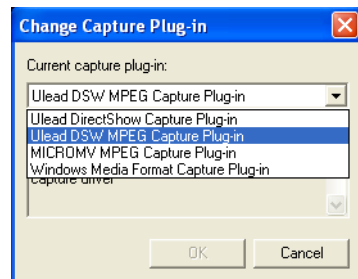 Change Capture Plug-in
Current capture plug-in:
Ulead DSW MPEG Capture Plug-in
Ulead DirectShow Capture Plug-in
Ulead DSW MPEG Capture Plug-in
MICROMV MPEG Capture Plug-in
Windows Media Format Capture Plug-in
capture driver
OK
Cancel